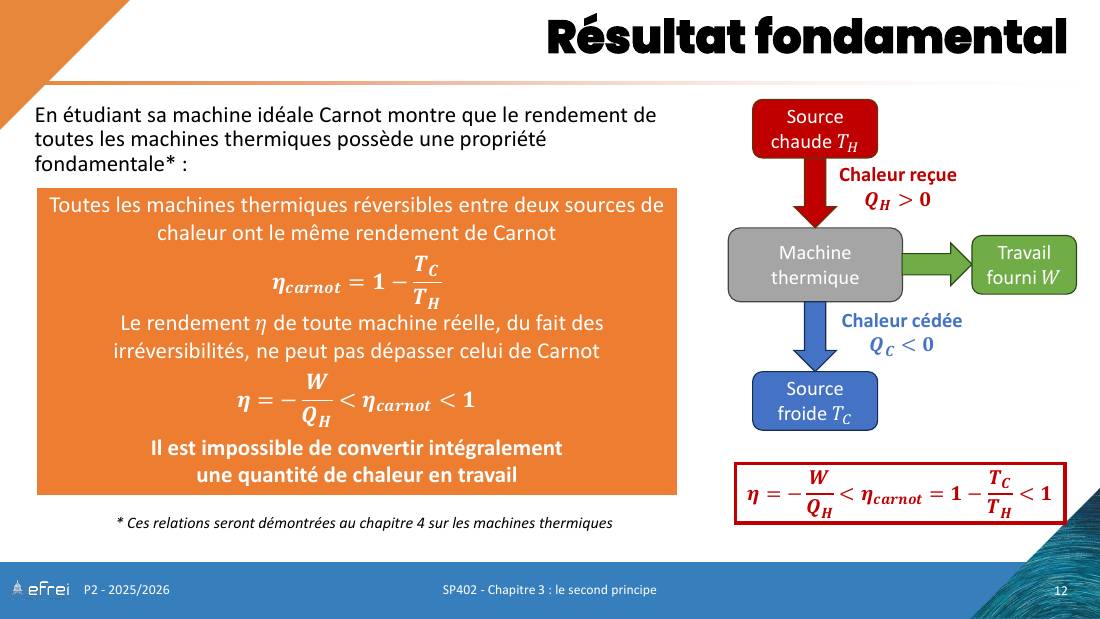 Résultat fondamental
En étudiant sa machine idéale Carnot montre que le rendement de
toutes les machines thermiques possède une propriété
fondamentale* :
Toutes les machines thermiques réversibles entre deux sources de
chaleur ont le même rendement de Carnot
η_carnot = 1 − T_C / T_H
Le rendement η de toute machine réelle, du fait des
irréversibilités, ne peut pas dépasser celui de Carnot
η = − W / Q_H < η_carnot < 1
Il est impossible de convertir intégralement
une quantité de chaleur en travail
* Ces relations seront démontrées au chapitre 4 sur les machines thermiques
Source
chaude T_H
Chaleur reçue
Q_H > 0
Machine
thermique
Travail
fourni W
Chaleur cédée
Q_C < 0
Source
froide T_C
η = − W / Q_H < η_carnot = 1 − T_C / T_H < 1
efrei P2 - 2025/2026
SP402 - Chapitre 3 : le second principe
12